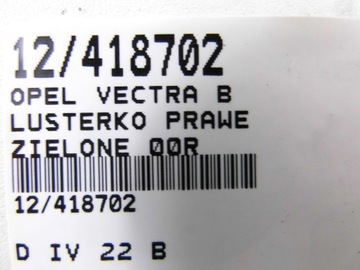 12/418702
OPEL VECTRA B
LUSTERKO PRAWE
ZIELONE 00R
12/418702
D IV 22 B